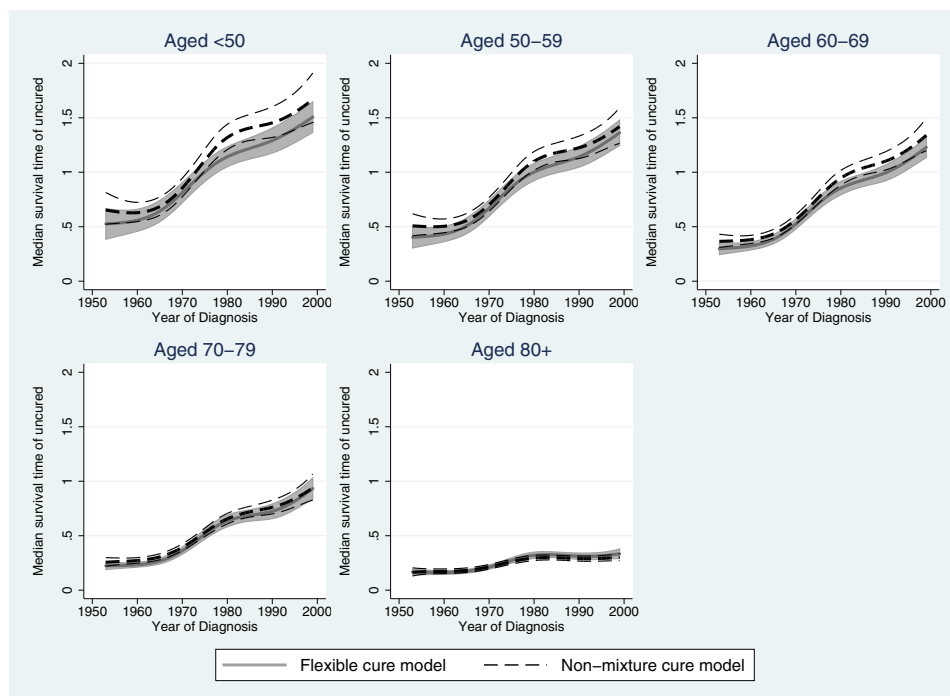 Aged <50
Aged 50–59
Aged 60–69
Median survival time of uncured
0
.5
1
1.5
2
1950 1960 1970 1980 1990 2000
Year of Diagnosis
Median survival time of uncured
0
.5
1
1.5
2
1950 1960 1970 1980 1990 2000
Year of Diagnosis
Median survival time of uncured
0
.5
1
1.5
2
1950 1960 1970 1980 1990 2000
Year of Diagnosis
Aged 70–79
Aged 80+
Median survival time of uncured
0
.5
1
1.5
2
1950 1960 1970 1980 1990 2000
Year of Diagnosis
Median survival time of uncured
0
.5
1
1.5
2
1950 1960 1970 1980 1990 2000
Year of Diagnosis
Flexible cure model
Non–mixture cure model